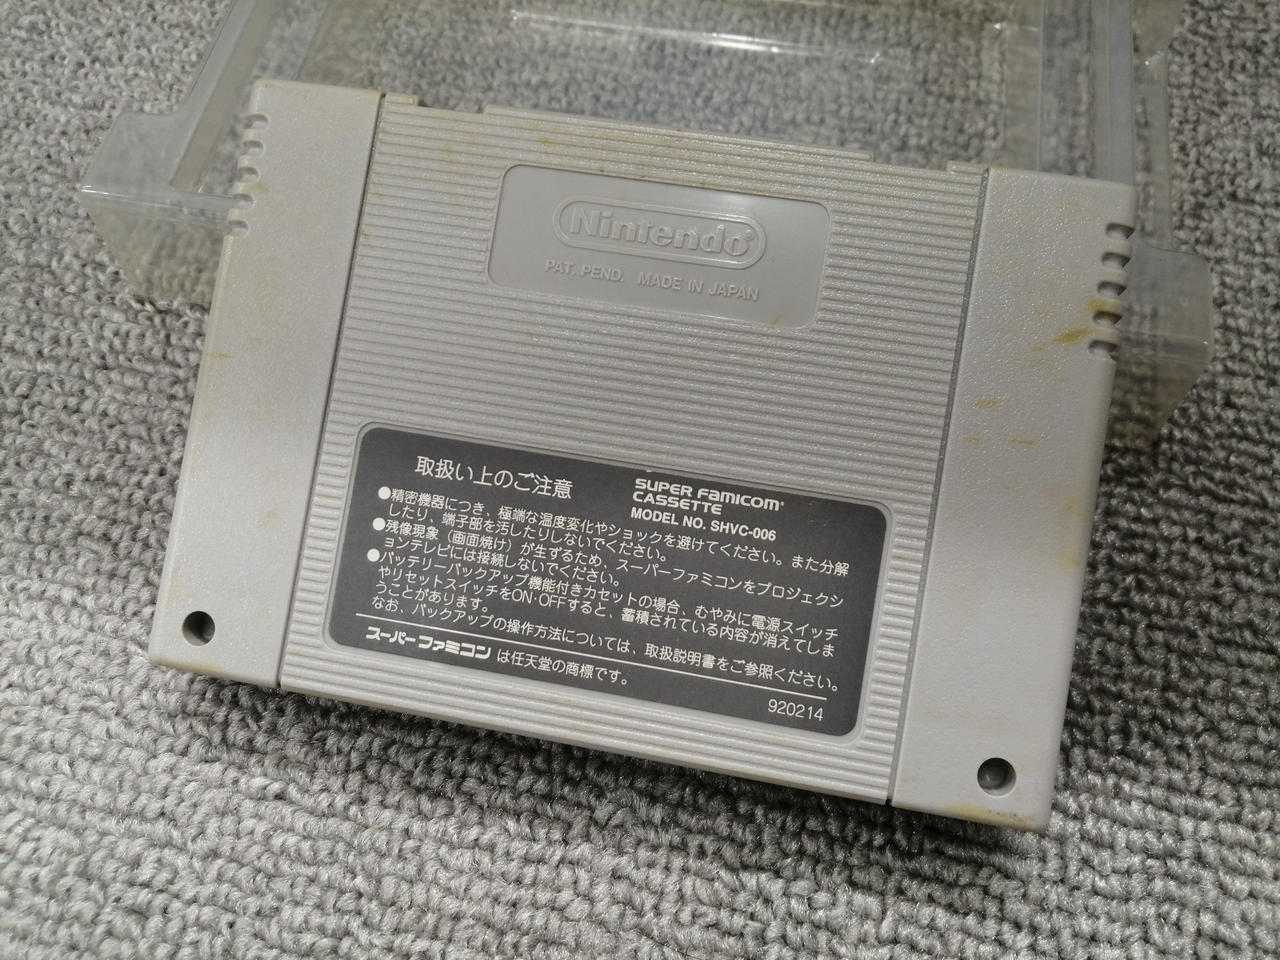 Nintendo®
PAT. PEND. MADE IN JAPAN
取扱い上のご注意
SUPER FAMICOM®
CASSETTE
MODEL NO. SHVC-006
●精密機器につき、極端な温度変化やショックを避けてください。また分解
したり、端子部を汚したりしないでください。
●残像現象（画面焼け）が生ずるため、スーパーファミコンをプロジェクシ
ョンテレビには接続しないでください。
●バッテリーバックアップ機能付きカセットの場合、むやみに電源スイッチ
やリセットスイッチをON・OFFすると、蓄積されている内容が消えてしま
うことがあります。
なお、バックアップの操作方法については、取扱説明書をご参照ください。
スーパーファミコン は任天堂の商標です。
920214